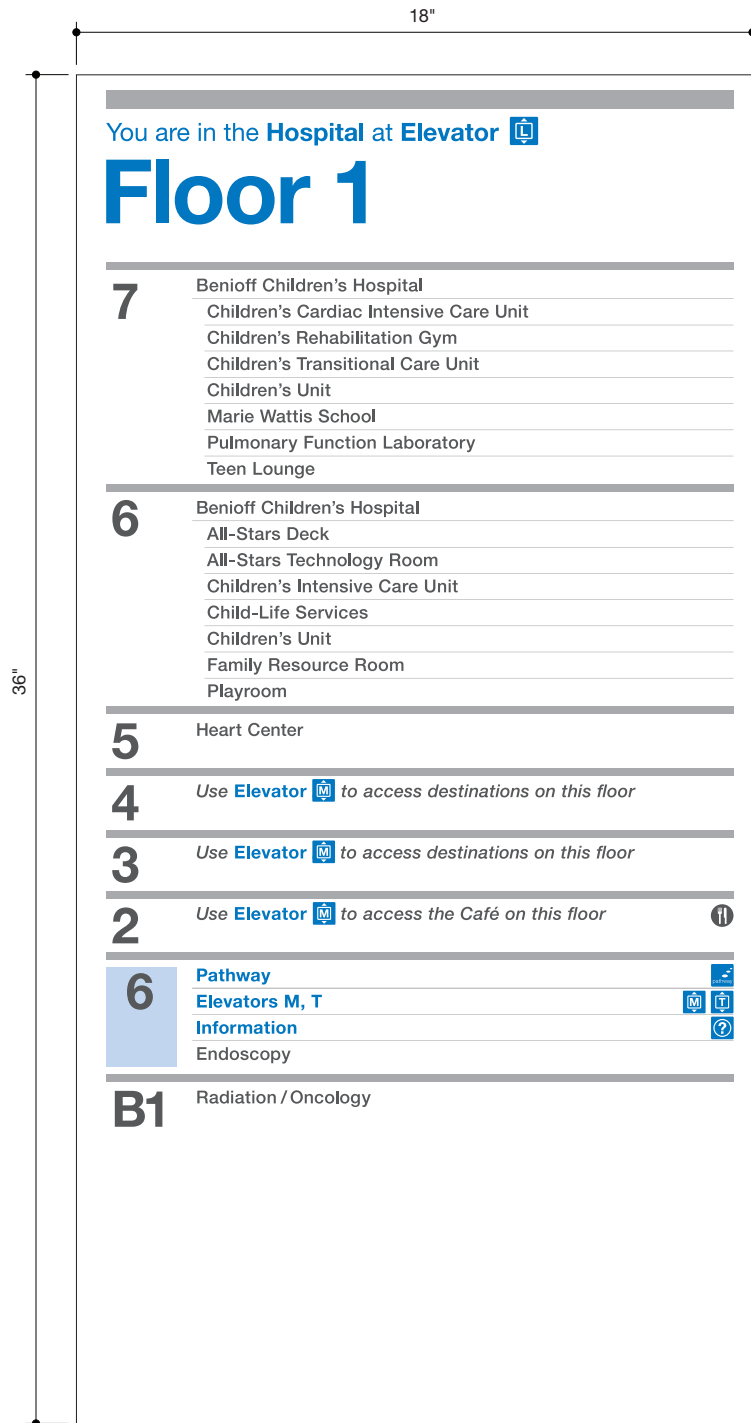 18"
36"
You are in the Hospital at Elevator L
Floor 1
7
Benioff Children's Hospital
Children's Cardiac Intensive Care Unit
Children's Rehabilitation Gym
Children's Transitional Care Unit
Children's Unit
Marie Wattis School
Pulmonary Function Laboratory
Teen Lounge
6
Benioff Children's Hospital
All-Stars Deck
All-Stars Technology Room
Children's Intensive Care Unit
Child-Life Services
Children's Unit
Family Resource Room
Playroom
5
Heart Center
4
Use Elevator M to access destinations on this floor
3
Use Elevator M to access destinations on this floor
2
Use Elevator M to access the Café on this floor
6
Pathway pathway
Elevators M, T M T
Information ?
Endoscopy
B1
Radiation / Oncology